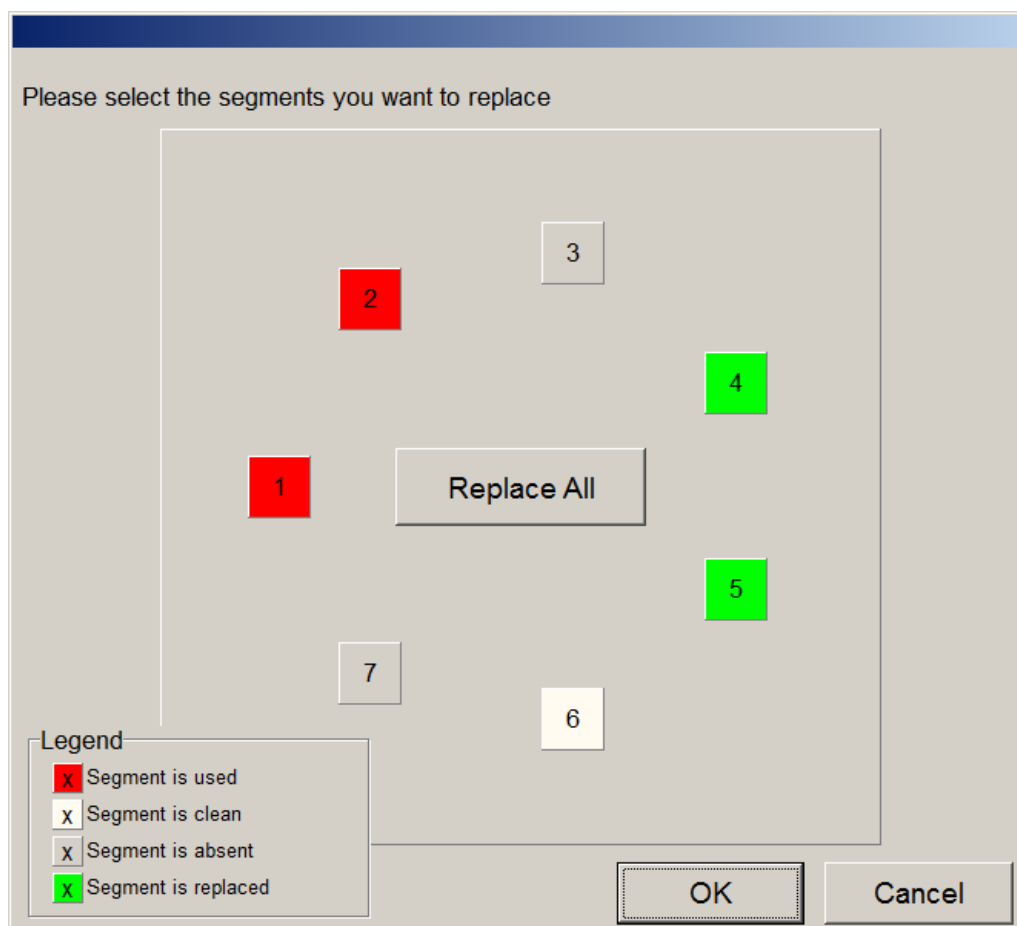 Please select the segments you want to replace
3
2
4
1
Replace All
5
7
6
Legend
x Segment is used
x Segment is clean
x Segment is absent
x Segment is replaced
OK
Cancel